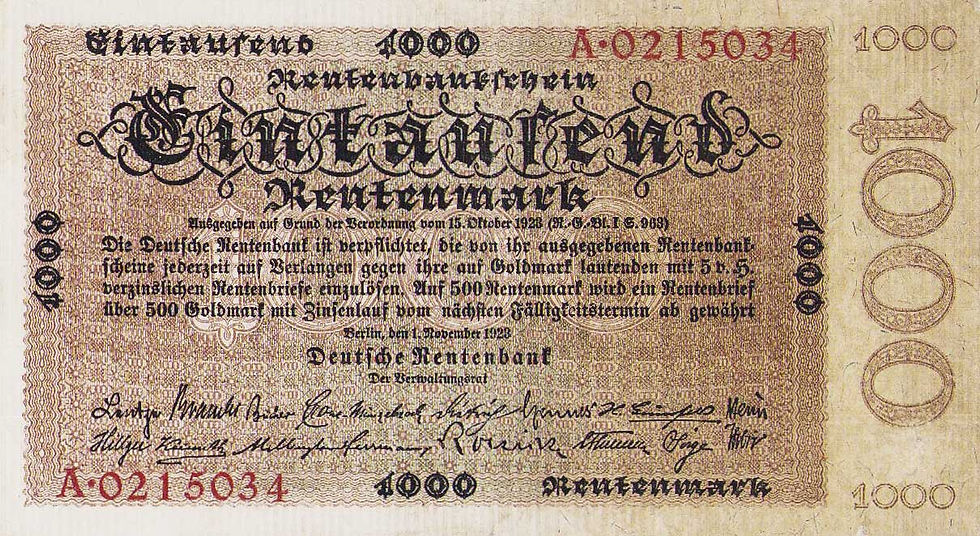 Eintausend 1000 A·0215034 1000
Rentenbankschein
Eintausend
Rentenmark
Ausgegeben auf Grund der Verordnung vom 15. Oktober 1923 (R.-G.-Bl. I S. 963)
Die Deutsche Rentenbank ist verpflichtet, die von ihr ausgegebenen Rentenbank-
scheine jederzeit auf Verlangen gegen ihre auf Goldmark lautenden mit 5 v. H.
verzinslichen Rentenbriefe einzulösen. Auf 500 Rentenmark wird ein Rentenbrief
über 500 Goldmark mit Zinsenlauf vom nächsten Fälligkeitstermin ab gewährt
Berlin, den 1. November 1923
Deutsche Rentenbank
Der Verwaltungsrat
A·0215034 1000 Rentenmark 1000
1000
1000
1000